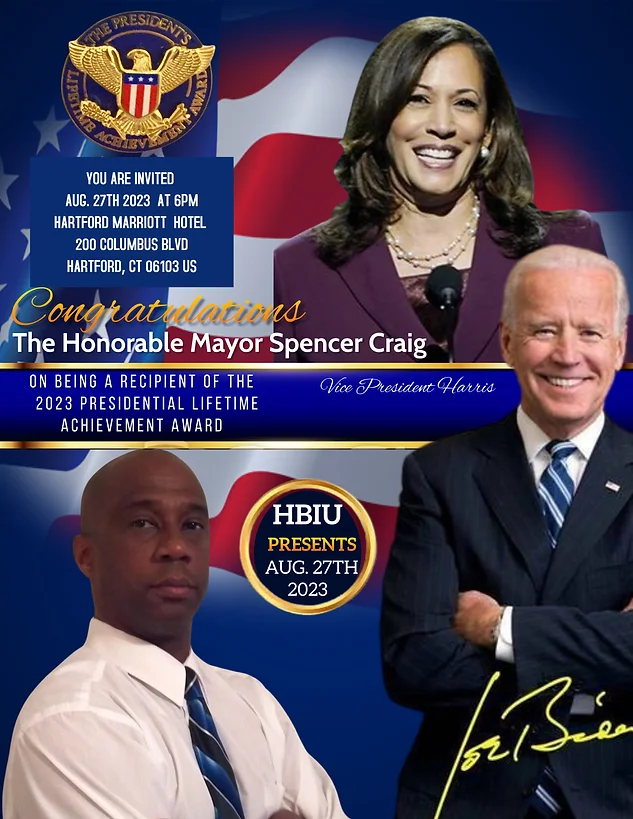 THE PRESIDENT'S
LIFETIME ACHIEVEMENT AWARD
YOU ARE INVITED
AUG. 27TH 2023 AT 6PM
HARTFORD MARRIOTT HOTEL
200 COLUMBUS BLVD
HARTFORD, CT 06103 US
Congratulations
The Honorable Mayor Spencer Craig
ON BEING A RECIPIENT OF THE
2023 PRESIDENTIAL LIFETIME
ACHIEVEMENT AWARD
Vice President Harris
HBIU
PRESENTS
AUG. 27TH
2023
Joe Biden